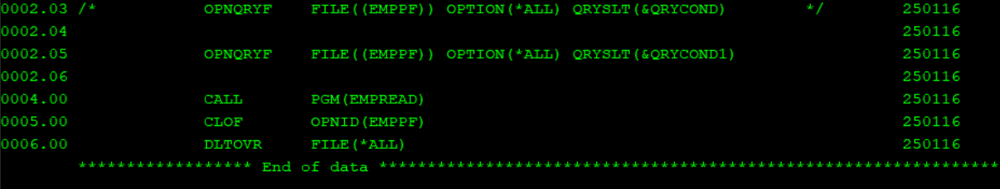 0002.03 /*             OPNQRYF    FILE((EMPPF)) OPTION(*ALL) QRYSLT(&QRYCOND)         */        250116
0002.04        250116
0002.05             OPNQRYF    FILE((EMPPF)) OPTION(*ALL) QRYSLT(&QRYCOND1)        250116
0002.06        250116
0004.00             CALL       PGM(EMPREAD)        250116
0005.00             CLOF       OPNID(EMPPF)        250116
0006.00             DLTOVR     FILE(*ALL)        250116
****************** End of data ****************************************************************